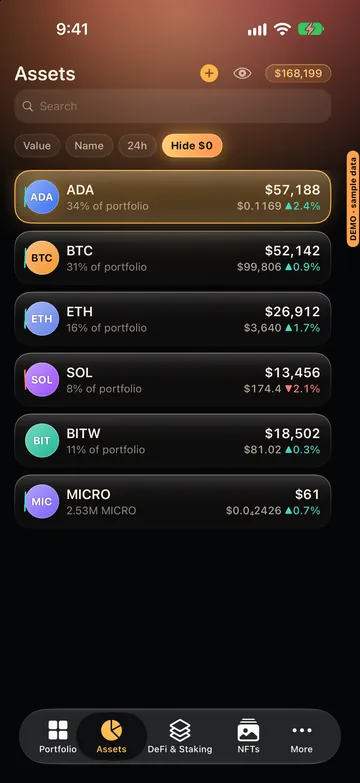 9:41
Assets
$168,199
Search
Value Name 24h Hide $0
DEMO - sample data
ADA ADA $57,188
34% of portfolio $0.1169 ▲2.4%
BTC BTC $52,142
31% of portfolio $99,806 ▲0.9%
ETH ETH $26,912
16% of portfolio $3,640 ▲1.7%
SOL SOL $13,456
8% of portfolio $174.4 ▼2.1%
BIT BITW $18,502
11% of portfolio $81.02 ▲0.3%
MIC MICRO $61
2.53M MICRO $0.0₄2426 ▲0.7%
Portfolio Assets DeFi & Staking NFTs More